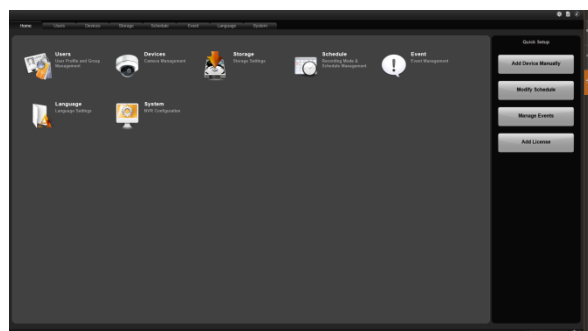 Home Users Devices Storage Schedule Event Language System
Quick Setup
Users
User Profile and Group
Management
Devices
Camera Management
Storage
Storage Settings
Schedule
Recording Mode &
Schedule Management
Event
Event Management
Language
Language Settings
System
NVR Configuration
Add Device Manually
Modify Schedule
Manage Events
Add License